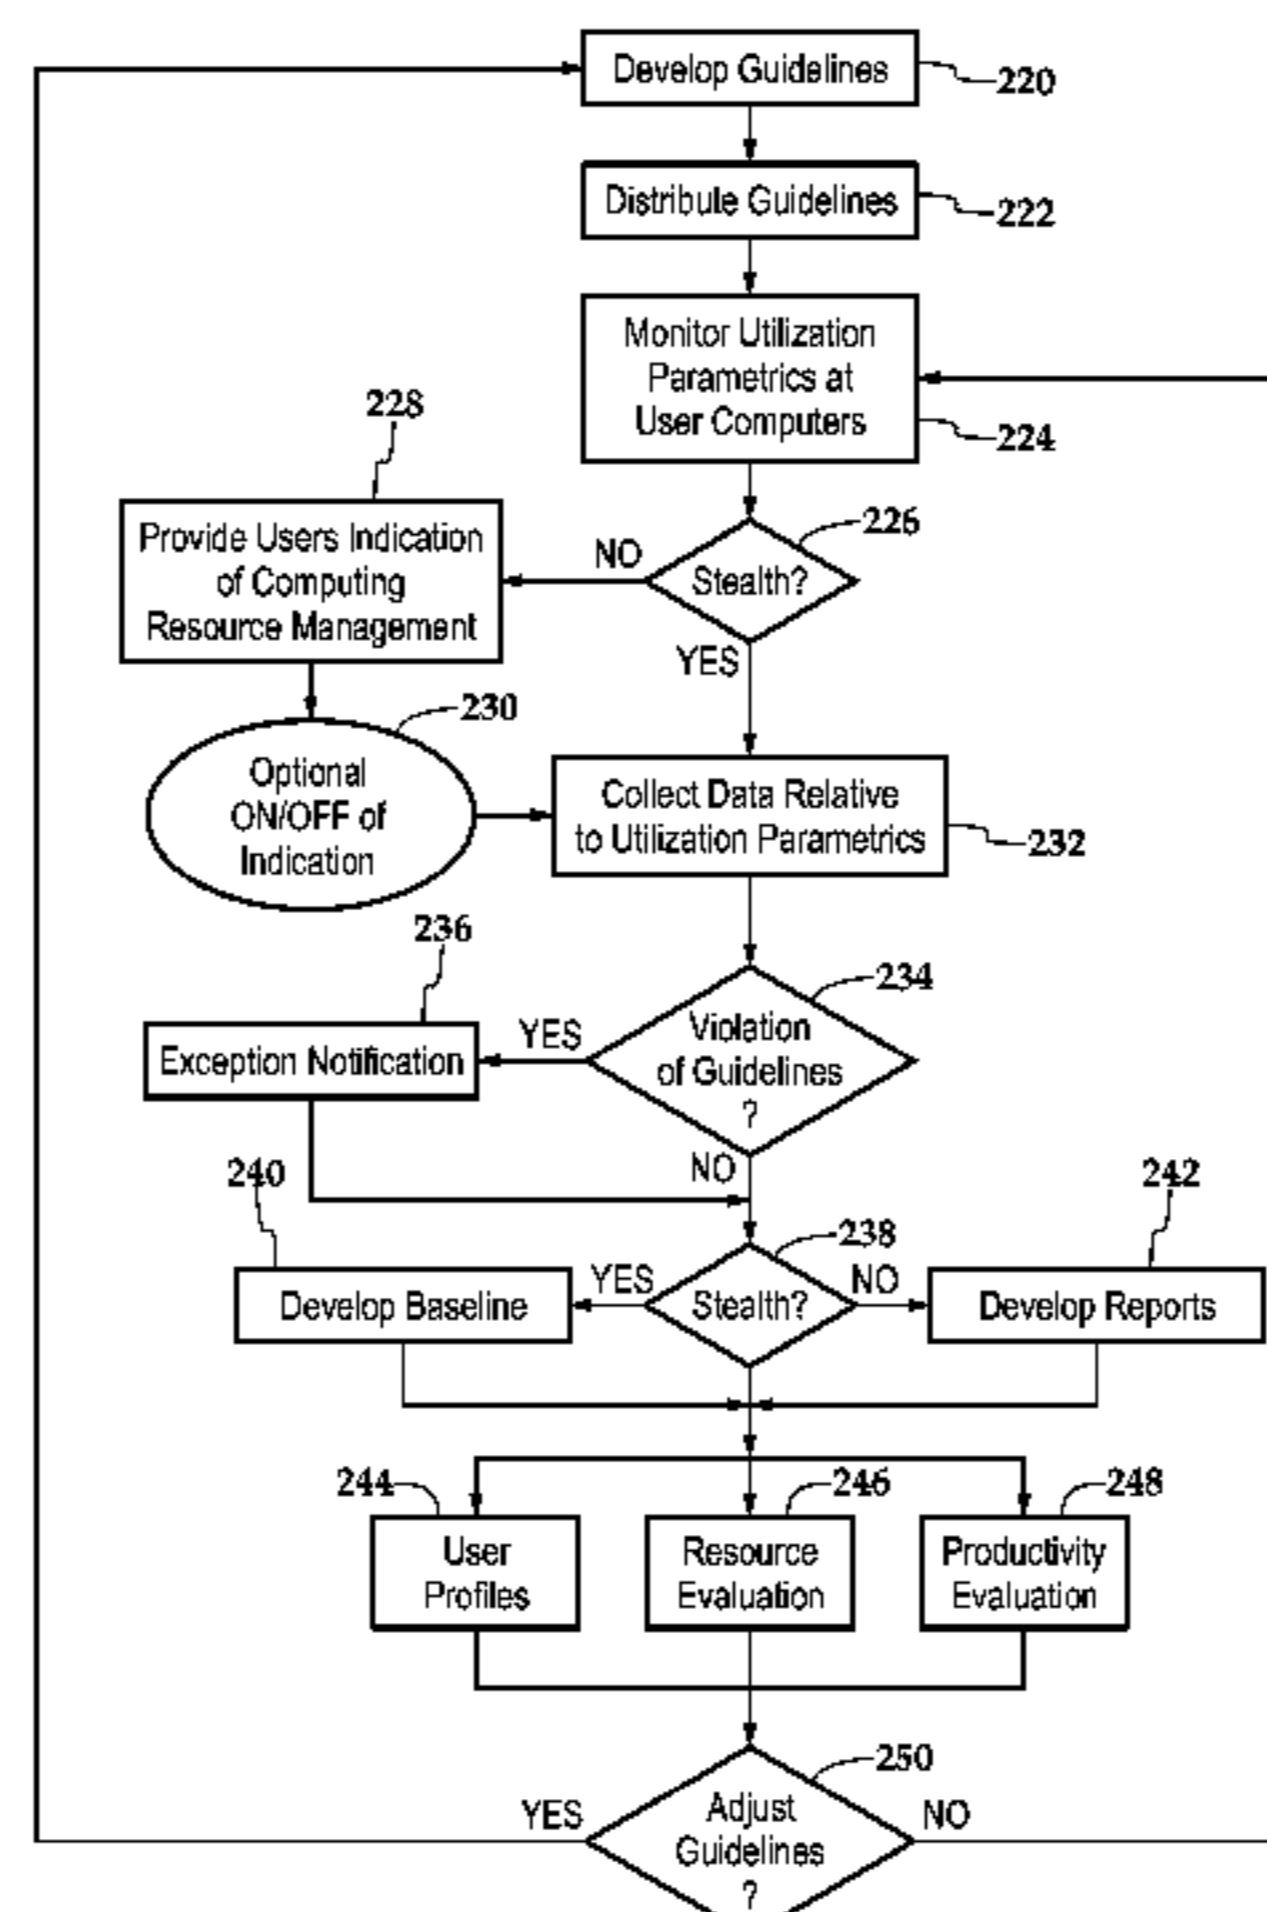 Develop Guidelines
220
Distribute Guidelines
222
Monitor Utilization
Parametrics at
User Computers
224
228
Provide Users Indication
of Computing
Resource Management
NO
226
Stealth?
YES
230
Optional
ON/OFF of
Indication
Collect Data Relative
to Utilization Parametrics
232
236
Exception Notification
YES
234
Violation
of Guidelines
?
NO
240
Develop Baseline
YES
238
Stealth?
NO
242
Develop Reports
244
User
Profiles
246
Resource
Evaluation
248
Productivity
Evaluation
250
YES
Adjust
Guidelines
?
NO